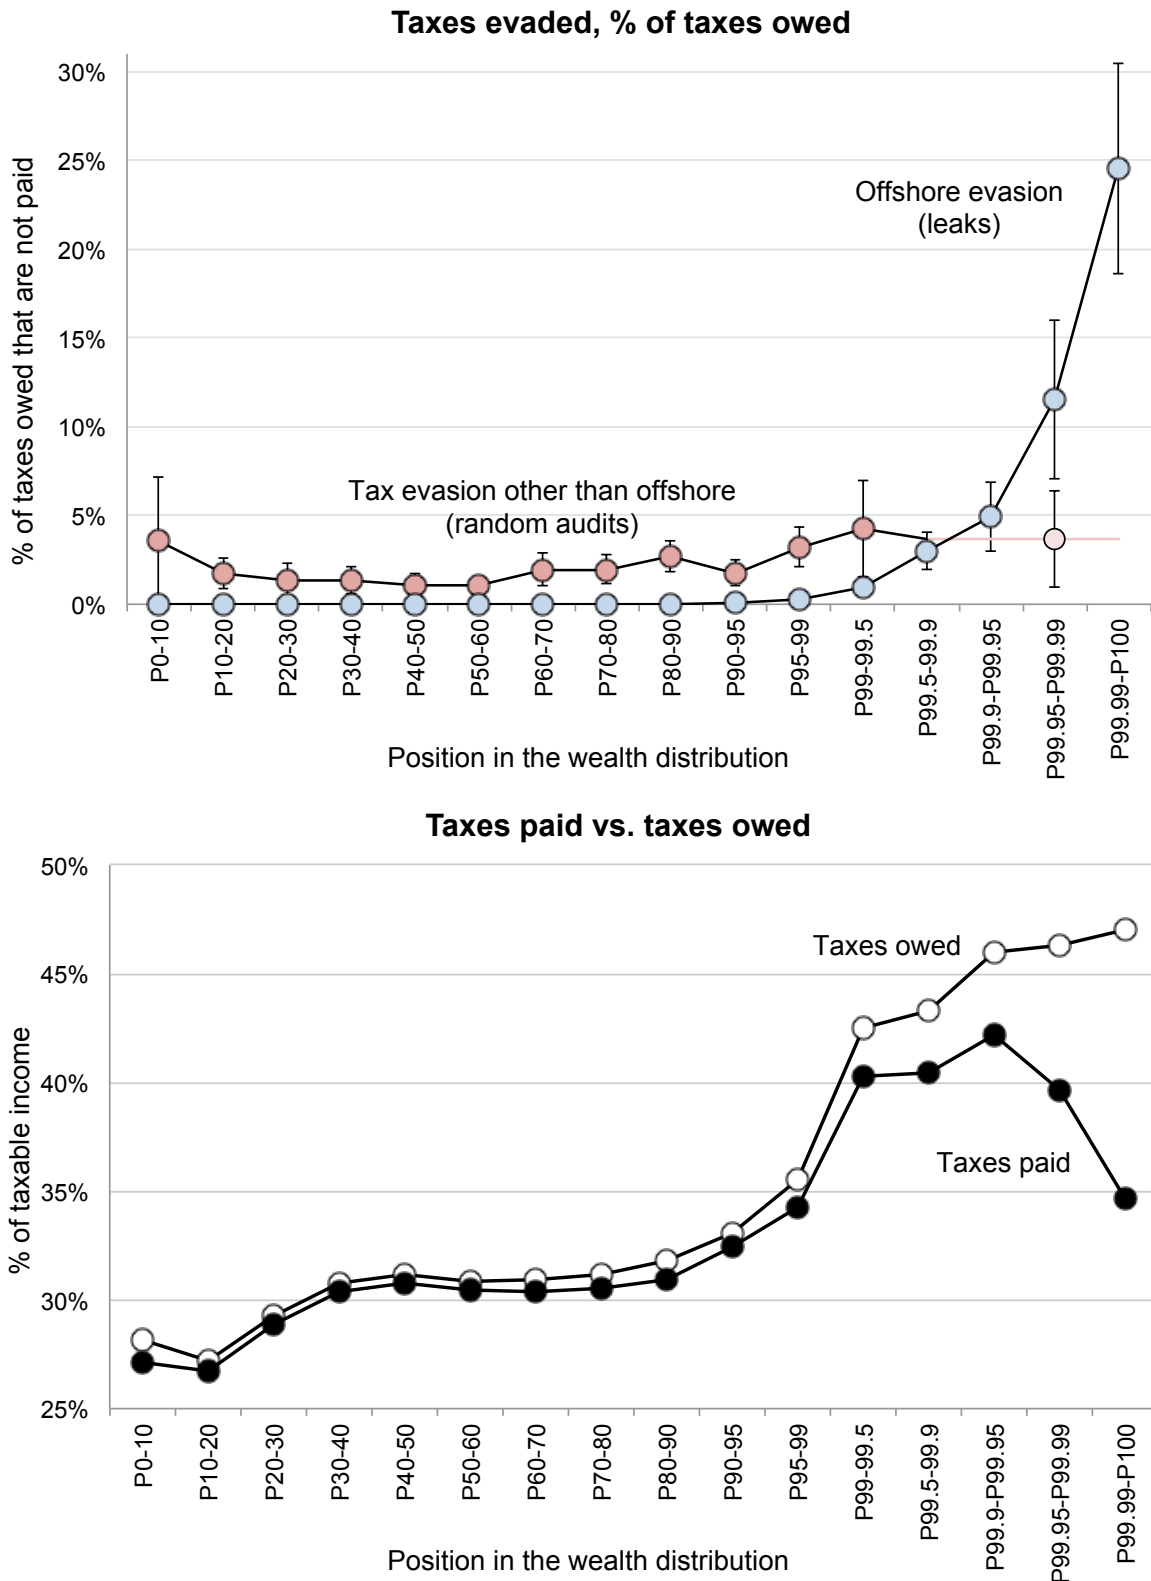 Taxes evaded, % of taxes owed
% of taxes owed that are not paid
30%
25%
20%
15%
10%
5%
0%
Offshore evasion
(leaks)
Tax evasion other than offshore
(random audits)
P0-10
P10-20
P20-30
P30-40
P40-50
P50-60
P60-70
P70-80
P80-90
P90-95
P95-99
P99-99.5
P99.5-99.9
P99.9-P99.95
P99.95-P99.99
P99.99-P100
Position in the wealth distribution
Taxes paid vs. taxes owed
% of taxable income
50%
45%
40%
35%
30%
25%
Taxes owed
Taxes paid
P0-10
P10-20
P20-30
P30-40
P40-50
P50-60
P60-70
P70-80
P80-90
P90-95
P95-99
P99-99.5
P99.5-99.9
P99.9-P99.95
P99.95-P99.99
P99.99-P100
Position in the wealth distribution